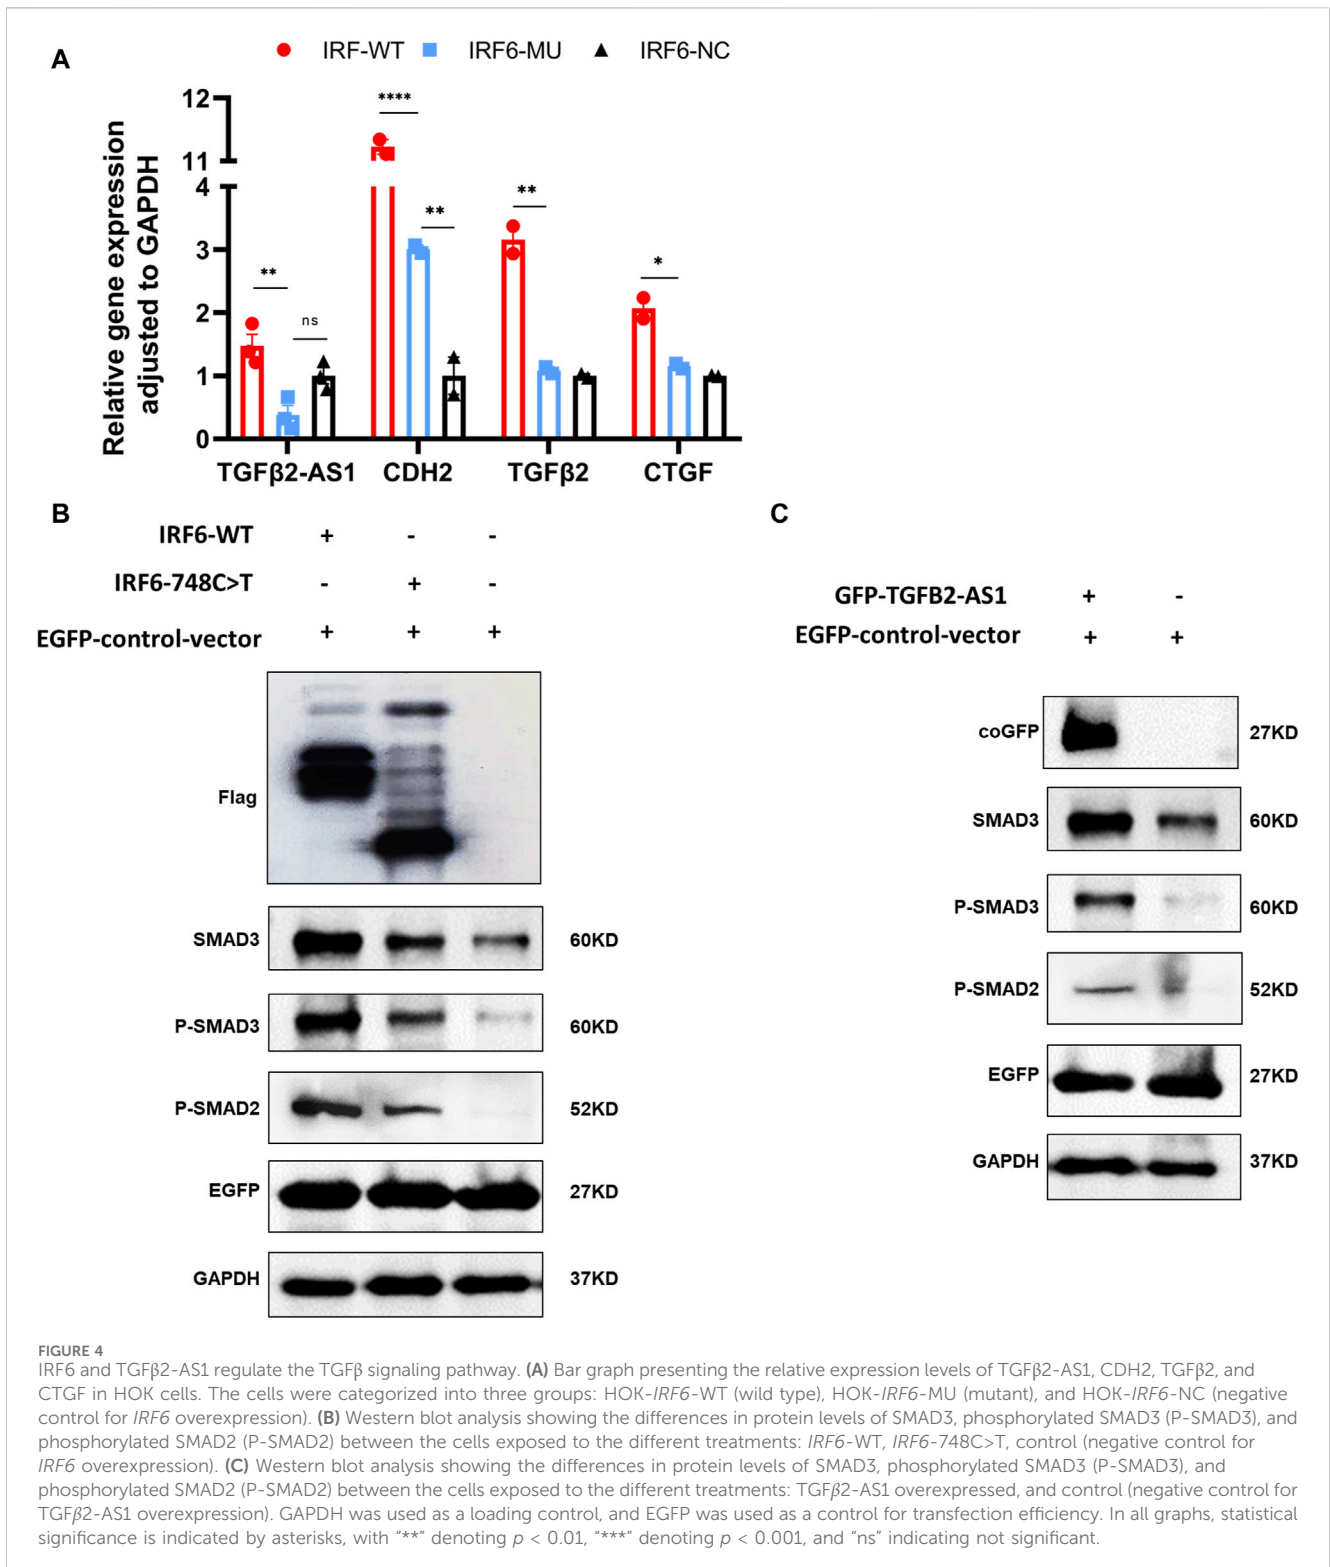 A
IRF-WT IRF6-MU IRF6-NC
Relative gene expression
adjusted to GAPDH
12
11
4
3
2
1
0
** ns **** ** ** *
TGFβ2-AS1 CDH2 TGFβ2 CTGF
B
IRF6-WT + - -
IRF6-748C>T - + -
EGFP-control-vector + + +
Flag
SMAD3 60KD
P-SMAD3 60KD
P-SMAD2 52KD
EGFP 27KD
GAPDH 37KD
C
GFP-TGFB2-AS1 + -
EGFP-control-vector + +
coGFP 27KD
SMAD3 60KD
P-SMAD3 60KD
P-SMAD2 52KD
EGFP 27KD
GAPDH 37KD
FIGURE 4
IRF6 and TGFβ2-AS1 regulate the TGFβ signaling pathway. (A) Bar graph presenting the relative expression levels of TGFβ2-AS1, CDH2, TGFβ2, and
CTGF in HOK cells. The cells were categorized into three groups: HOK-IRF6-WT (wild type), HOK-IRF6-MU (mutant), and HOK-IRF6-NC (negative
control for IRF6 overexpression). (B) Western blot analysis showing the differences in protein levels of SMAD3, phosphorylated SMAD3 (P-SMAD3), and
phosphorylated SMAD2 (P-SMAD2) between the cells exposed to the different treatments: IRF6-WT, IRF6-748C>T, control (negative control for
IRF6 overexpression). (C) Western blot analysis showing the differences in protein levels of SMAD3, phosphorylated SMAD3 (P-SMAD3), and
phosphorylated SMAD2 (P-SMAD2) between the cells exposed to the different treatments: TGFβ2-AS1 overexpressed, and control (negative control for
TGFβ2-AS1 overexpression). GAPDH was used as a loading control, and EGFP was used as a control for transfection efficiency. In all graphs, statistical
significance is indicated by asterisks, with "**" denoting p < 0.01, "***" denoting p < 0.001, and "ns" indicating not significant.